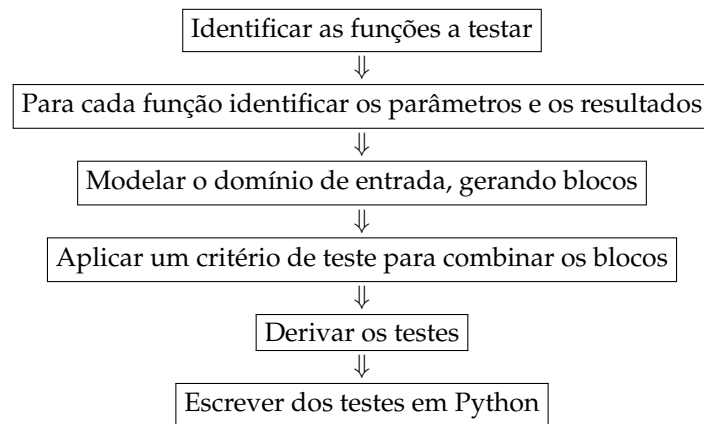 Identificar as funções a testar
⇓
Para cada função identificar os parâmetros e os resultados
⇓
Modelar o domínio de entrada, gerando blocos
⇓
Aplicar um critério de teste para combinar os blocos
⇓
Derivar os testes
⇓
Escrever dos testes em Python